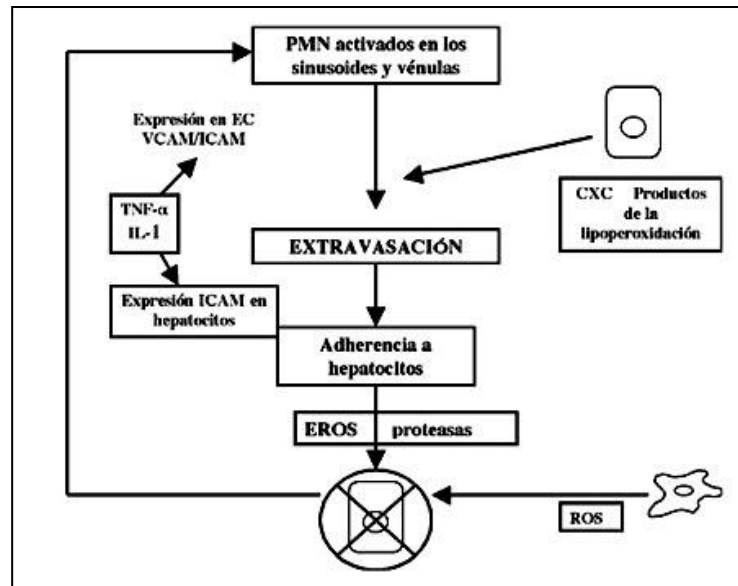 PMN activados en los
sinusoides y vénulas
Expresión en EC
VCAM/ICAM
TNF-α
IL-1
CXC Productos
de la
lipoperoxidación
EXTRAVASACIÓN
Expresión ICAM en
hepatocitos
Adherencia a
hepatocitos
EROS proteasas
ROS